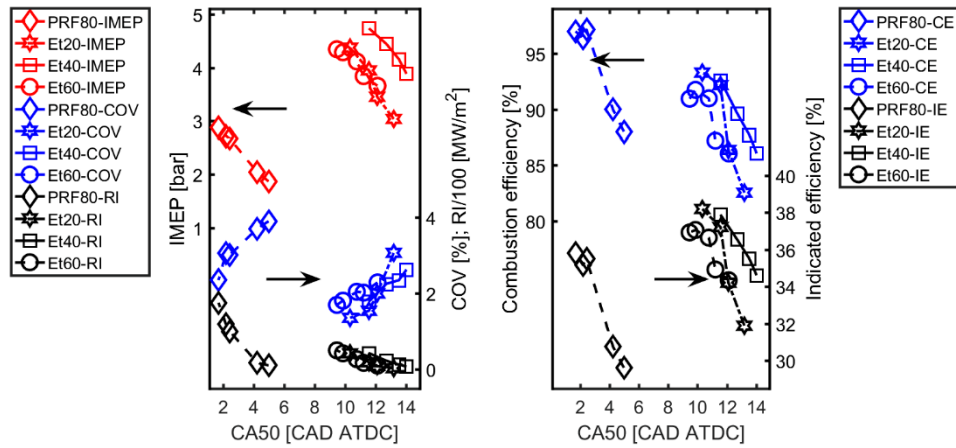 PRF80-IMEP
Et20-IMEP
Et40-IMEP
Et60-IMEP
PRF80-COV
Et20-COV
Et40-COV
Et60-COV
PRF80-RI
Et20-RI
Et40-RI
Et60-RI
IMEP [bar]
5
4
3
2
1
4
2
0
COV [%]; RI/100 [MW/m²]
2 4 6 8 10 12 14
CA50 [CAD ATDC]
Combustion efficiency [%]
95
90
85
80
40
38
36
34
32
30
Indicated efficiency [%]
2 4 6 8 10 12 14
CA50 [CAD ATDC]
PRF80-CE
Et20-CE
Et40-CE
Et60-CE
PRF80-IE
Et20-IE
Et40-IE
Et60-IE